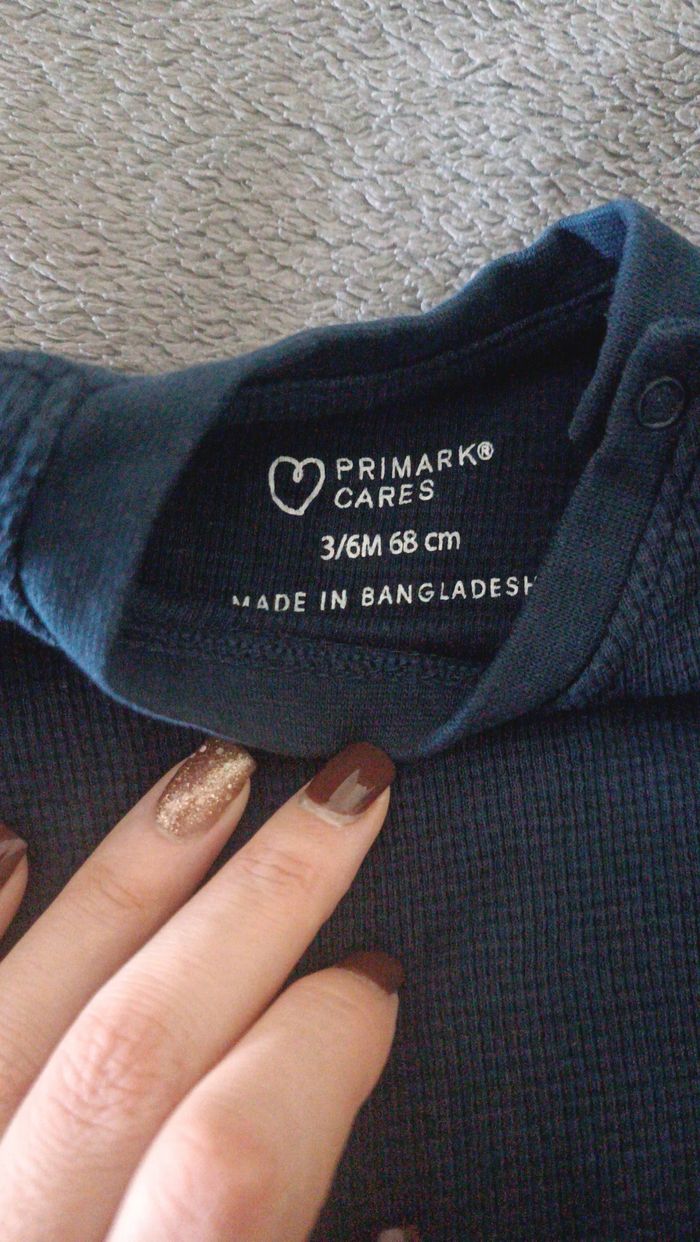 PRIMARK®
CARES
3/6M 68 cm
MADE IN BANGLADESH